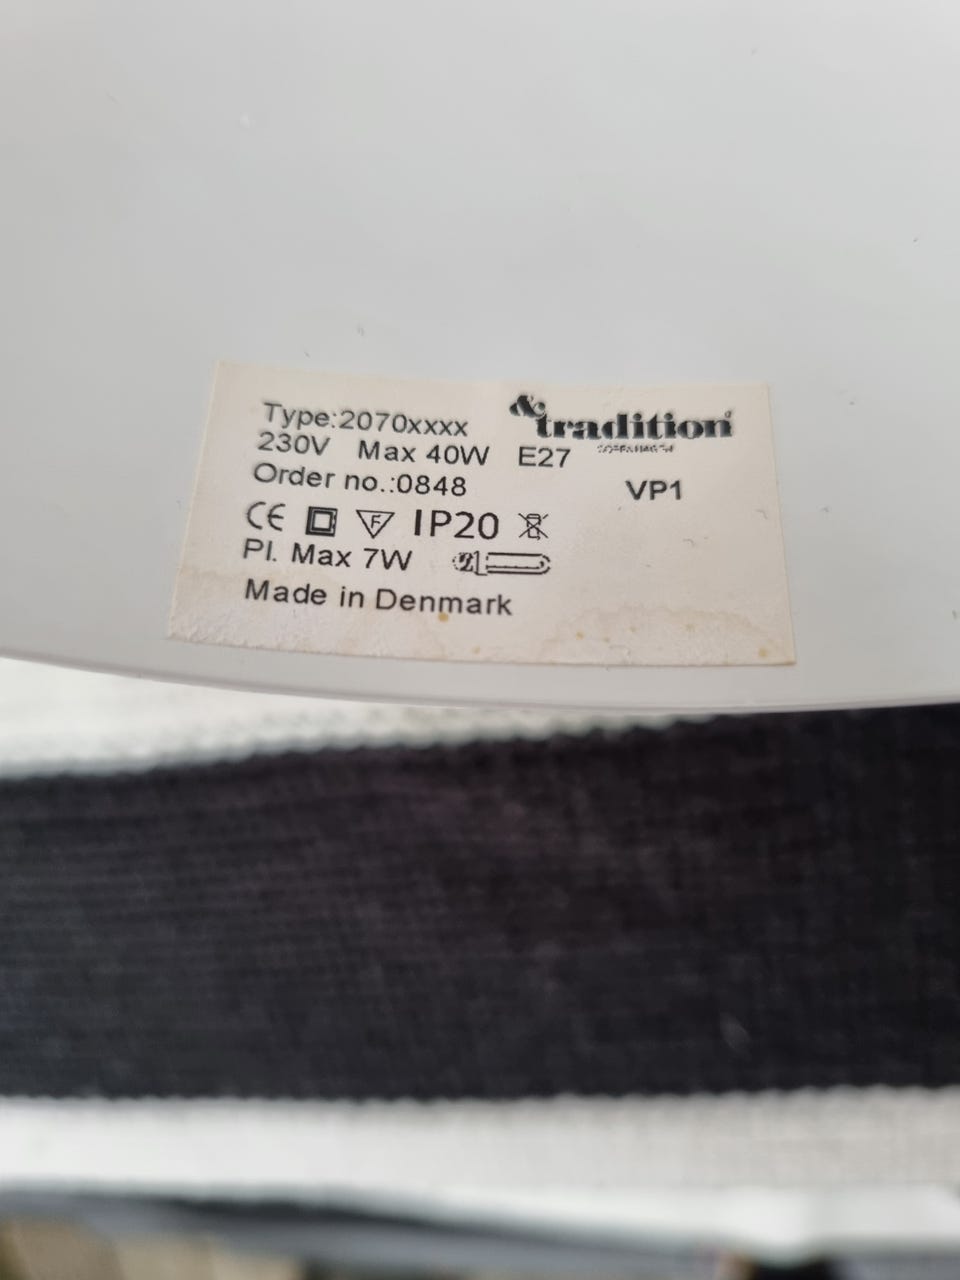 Type:2070xxxx
&tradition®
230V Max 40W E27
COPENHAGEN
Order no.:0848
VP1
CE F IP20
Pl. Max 7W
Made in Denmark